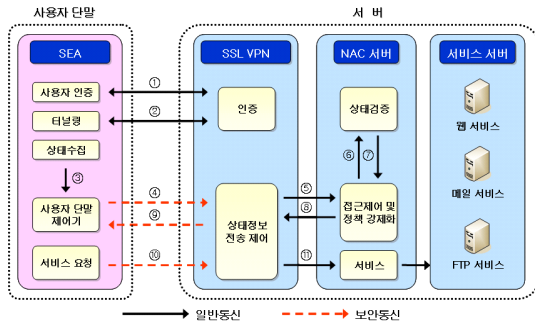 사용자 단말
서 버
SEA
SSL VPN
NAC 서버
서비스 서버
사용자 인증
①
인증
상태검증
터널링
②
웹 서비스
상태수집
③
⑥
⑦
사용자 단말
제어기
④
⑨
상태정보
전송 제어
⑤
⑧
접근제어 및
정책 강제화
메일 서비스
서비스 요청
⑩
⑪
서비스
FTP 서비스
일반통신
보안통신